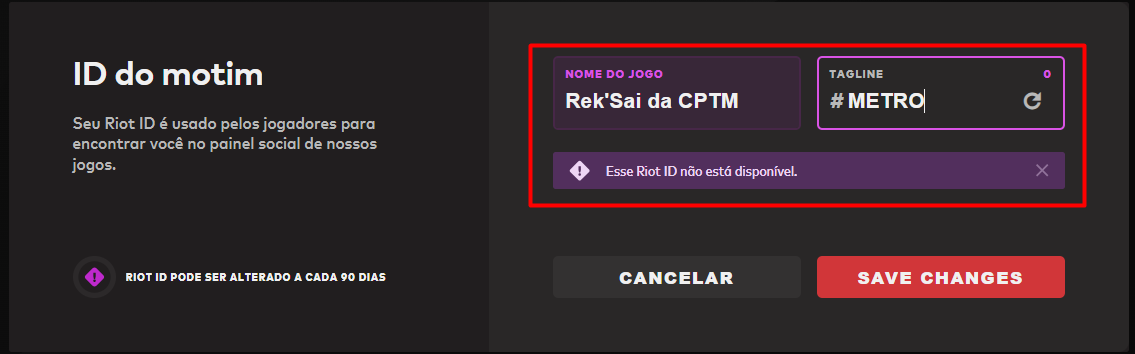 ID do motim
Seu Riot ID é usado pelos jogadores para
encontrar você no painel social de nossos
jogos.
RIOT ID PODE SER ALTERADO A CADA 90 DIAS
NOME DO JOGO
Rek'Sai da CPTM
TAGLINE 0
#METRO
Esse Riot ID não está disponível.
CANCELAR
SAVE CHANGES